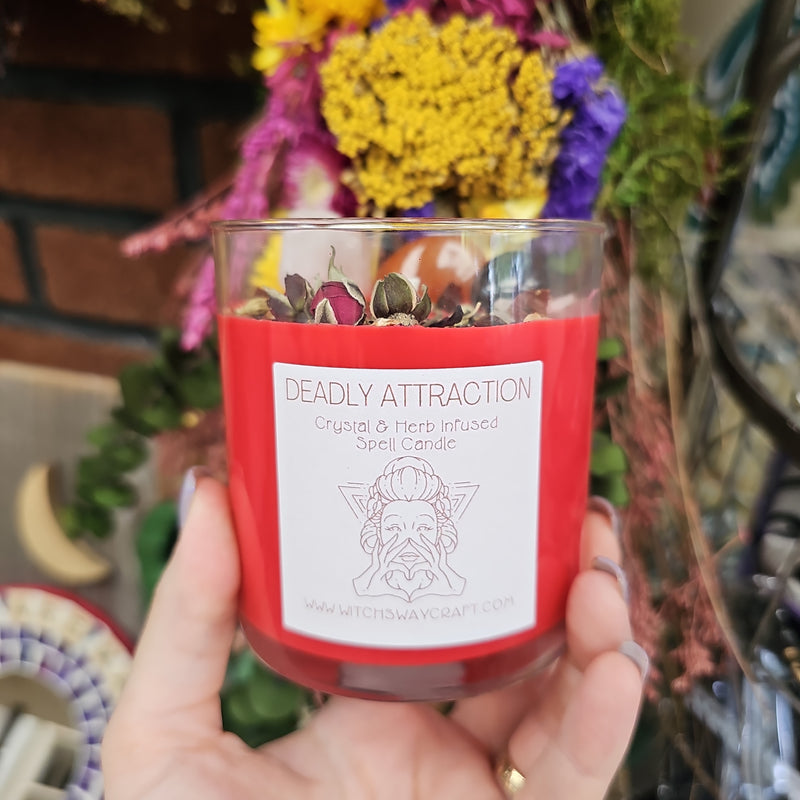 DEADLY ATTRACTION
Crystal & Herb Infused
Spell Candle
WWW.WITCHSWAYCRAFT.COM